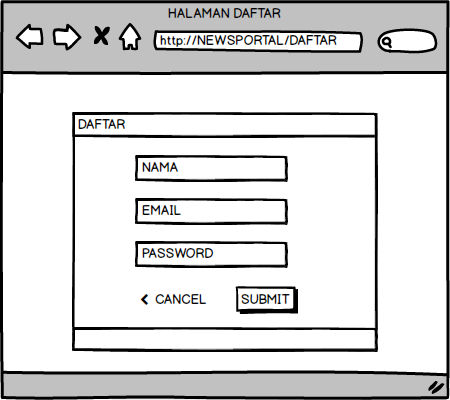 HALAMAN DAFTAR
http://NEWSPORTAL/DAFTAR
DAFTAR
NAMA
EMAIL
PASSWORD
CANCEL SUBMIT